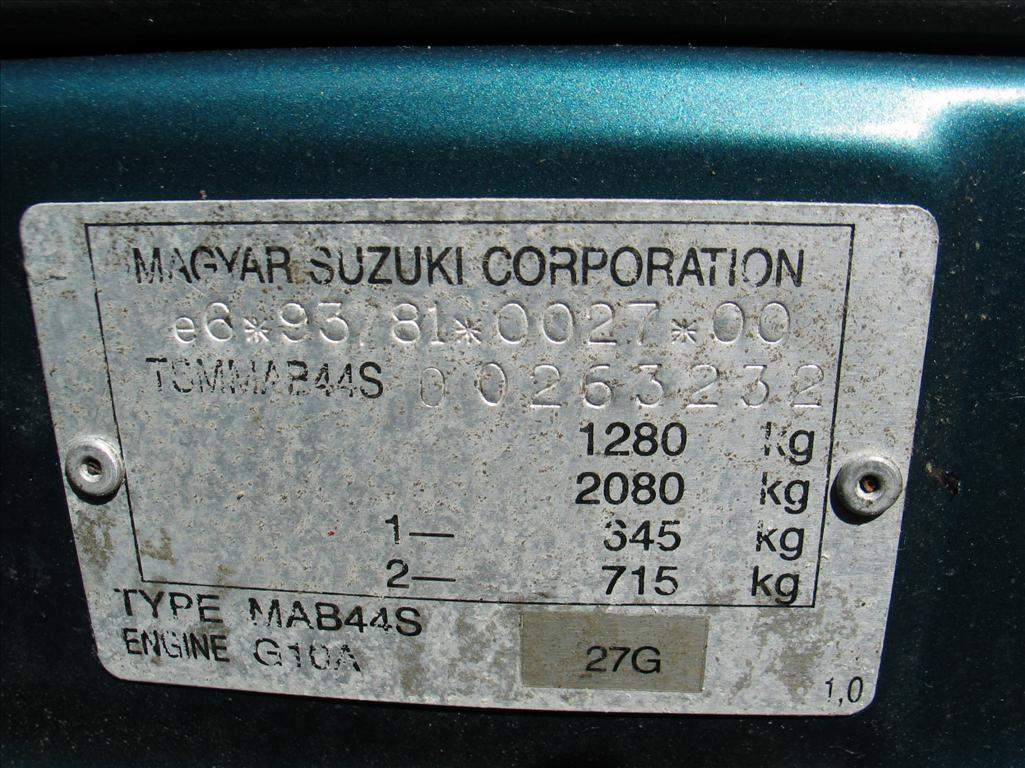 MAGYAR SUZUKI CORPORATION
e6*93/81*0027*00
TSMMAB44S 00263232
1280 kg
2080 kg
1— 645 kg
2— 715 kg
TYPE MAB44S
ENGINE G10A
27G
1,0